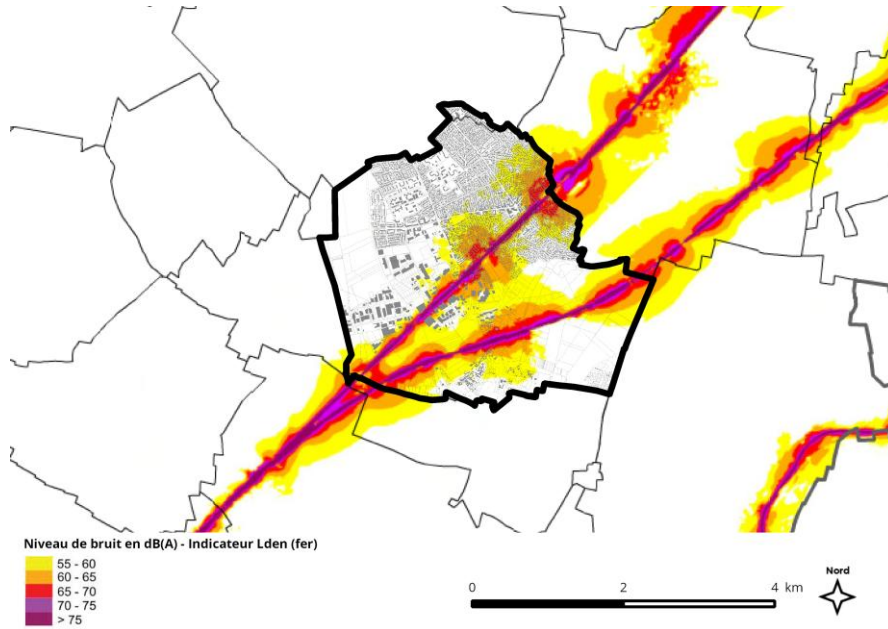 Niveau de bruit en dB(A) - Indicateur Lden (fer)
55 - 60
60 - 65
65 - 70
70 - 75
> 75
0 2 4 km
Nord